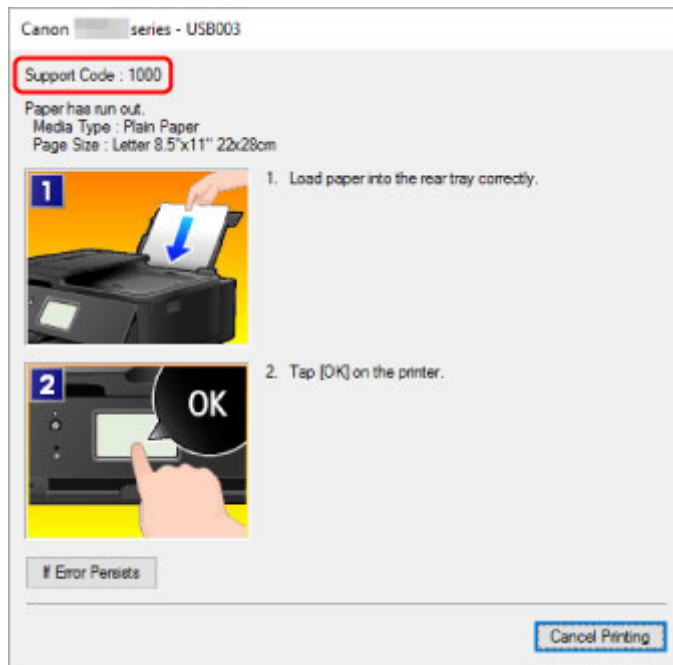 Canon series - USB003
Support Code : 1000
Paper has run out.
Media Type : Plain Paper
Page Size : Letter 8.5"x11" 22x28cm
1
1. Load paper into the rear tray correctly.
2
OK
2. Tap [OK] on the printer.
If Error Persists
Cancel Printing